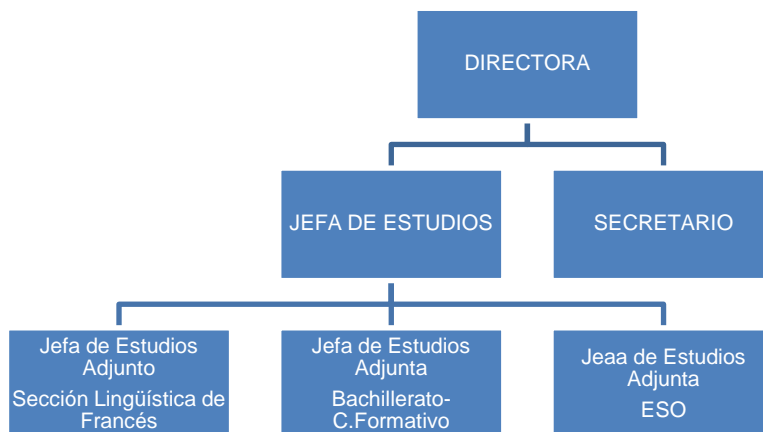 DIRECTORA
JEFA DE ESTUDIOS
SECRETARIO
Jefa de Estudios
Adjunto
Sección Lingüística de
Francés
Jefa de Estudios
Adjunta
Bachillerato-
C.Formativo
Jeaa de Estudios
Adjunta
ESO